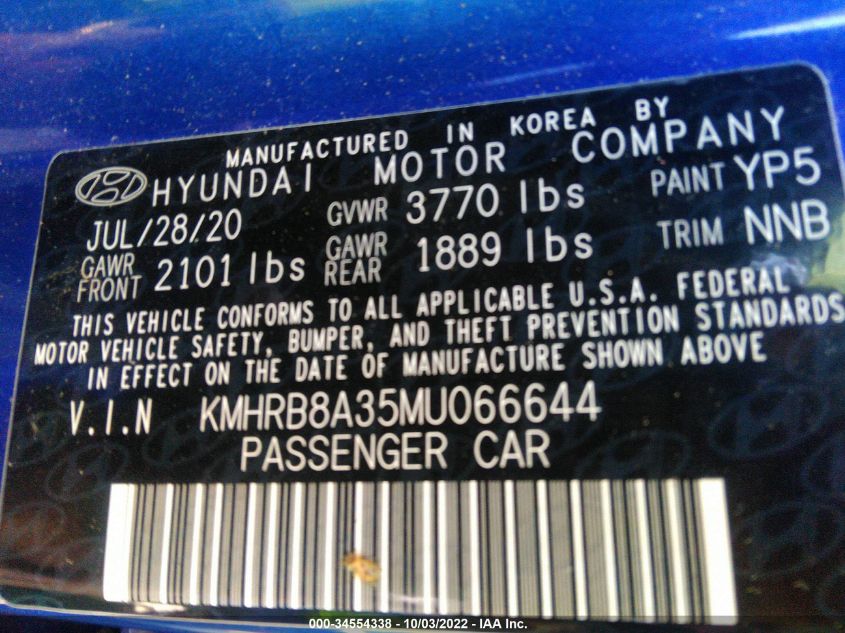 MANUFACTURED IN KOREA BY
HYUNDAI MOTOR COMPANY
JUL/28/20 GVWR 3770 lbs PAINT YP5
GAWR FRONT 2101 lbs GAWR REAR 1889 lbs TRIM NNB
THIS VEHICLE CONFORMS TO ALL APPLICABLE U.S.A. FEDERAL
MOTOR VEHICLE SAFETY, BUMPER, AND THEFT PREVENTION STANDARDS
IN EFFECT ON THE DATE OF MANUFACTURE SHOWN ABOVE
V.I.N KMHRB8A35MU066644
PASSENGER CAR
000-34554338 - 10/03/2022 - IAA Inc.